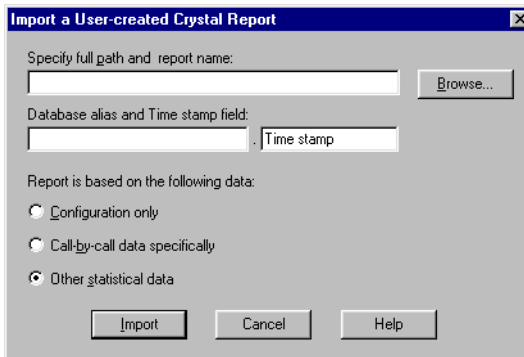 Import a User-created Crystal Report
Specify full path and report name:
Browse...
Database alias and Time stamp field:
. Time stamp
Report is based on the following data:
Configuration only
Call-by-call data specifically
Other statistical data
Import Cancel Help